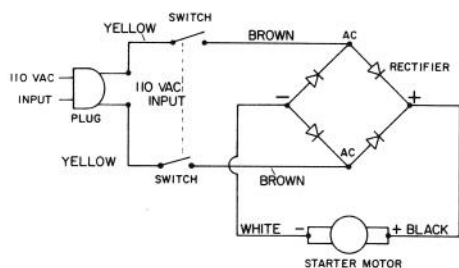 SWITCH
YELLOW
BROWN
AC
RECTIFIER
110 VAC
INPUT
PLUG
110 VAC
INPUT
-
+
YELLOW
SWITCH
BROWN
AC
WHITE
-
+
BLACK
STARTER MOTOR